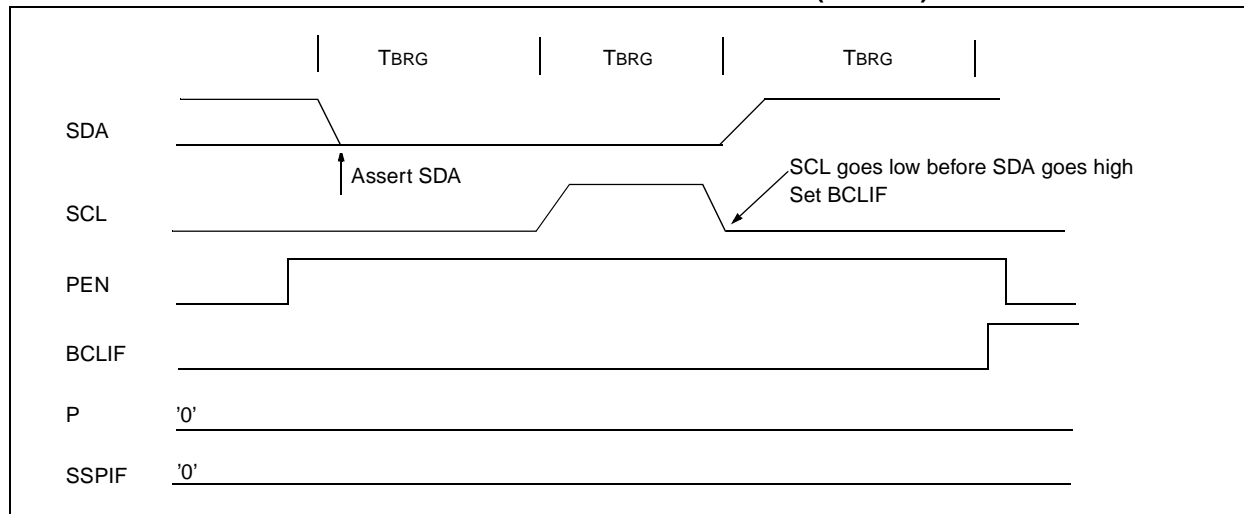 TBRG TBRG TBRG
SDA
Assert SDA
SCL goes low before SDA goes high
Set BCLIF
SCL
PEN
BCLIF
P '0'
SSPIF '0'